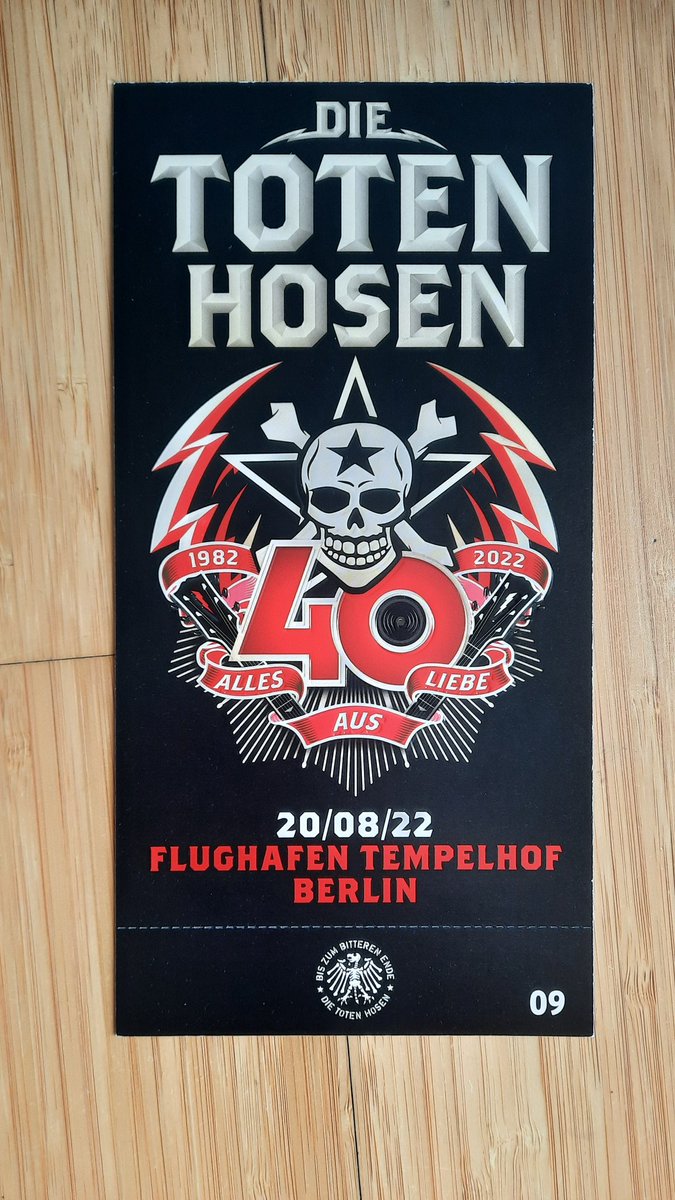 DIE
TOTEN
HOSEN
1982
2022
40
ALLES
AUS
LIEBE
20/08/22
FLUGHAFEN TEMPELHOF
BERLIN
BIS ZUM BITTEREN ENDE
DIE TOTEN HOSEN
09